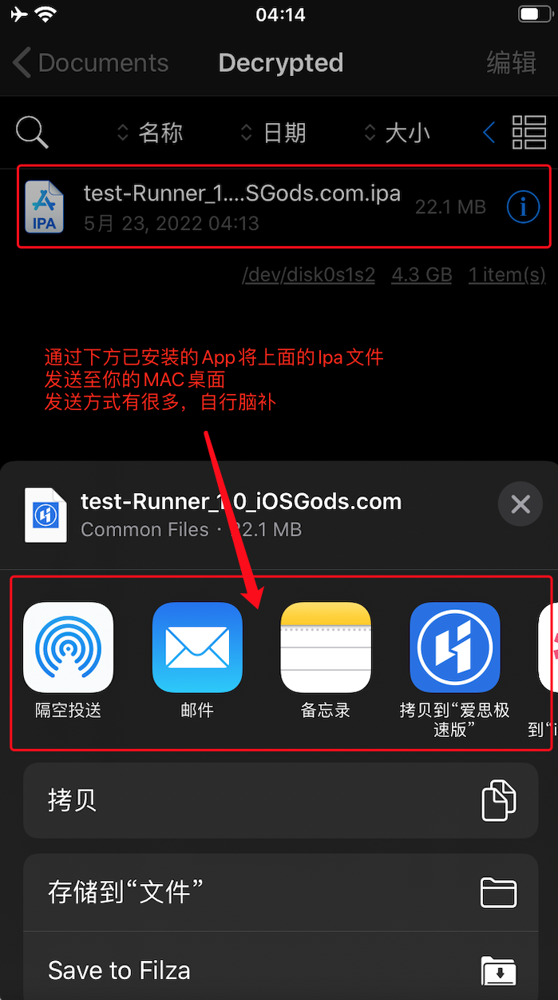 04:14
Documents Decrypted 编辑
名称 日期 大小
test-Runner_1....SGods.com.ipa
22.1 MB
IPA
5月 23, 2022 04:13
/dev/disk0s1s2 4.3 GB 1 item(s)
通过下方已安装的App将上面的Ipa文件
发送至你的MAC桌面
发送方式有很多，自行脑补
test-Runner_1.0_iOSGods.com
Common Files · 22.1 MB
隔空投送 邮件 备忘录 拷贝到“爱思极
速版” 到“i
拷贝
存储到“文件”
Save to Filza